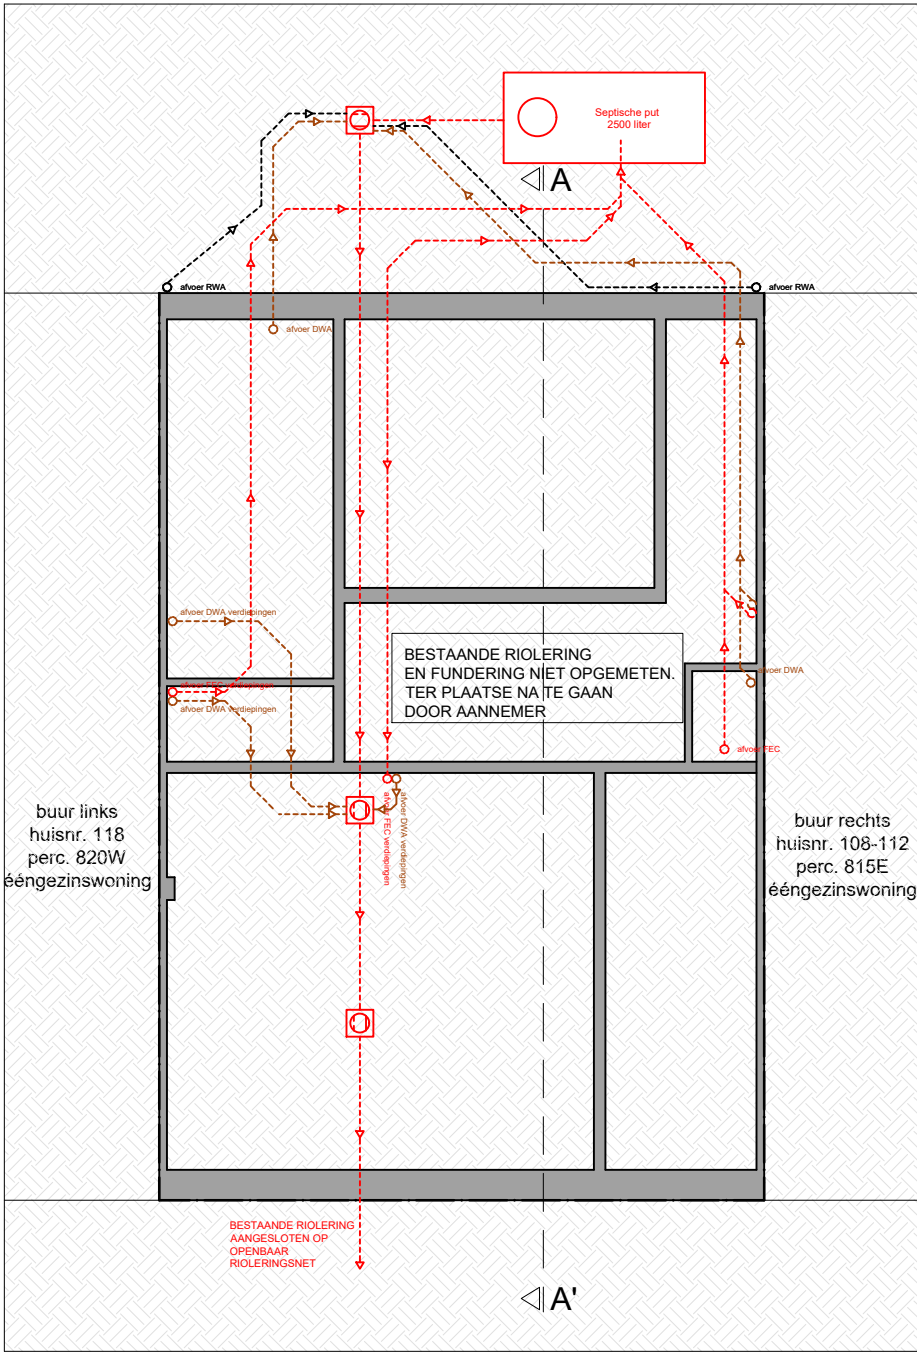 Septische put
2500 liter
A
afvoer RWA
afvoer RWA
afvoer DWA
afvoer DWA verdiepingen
BESTAANDE RIOLERING
EN FUNDERING NIET OPGEMETEN.
TER PLAATSE NA TE GAAN
DOOR AANNEMER
afvoer DWA
afvoer FEC verdiepingen
afvoer DWA verdiepingen
afvoer FEC
afvoer FEC verdiepingen
afvoer DWA verdiepingen
buur links
huisnr. 118
perc. 820W
ééngezinswoning
buur rechts
huisnr. 108-112
perc. 815E
ééngezinswoning
BESTAANDE RIOLERING
AANGESLOTEN OP
OPENBAAR
RIOLERINGSNET
A'